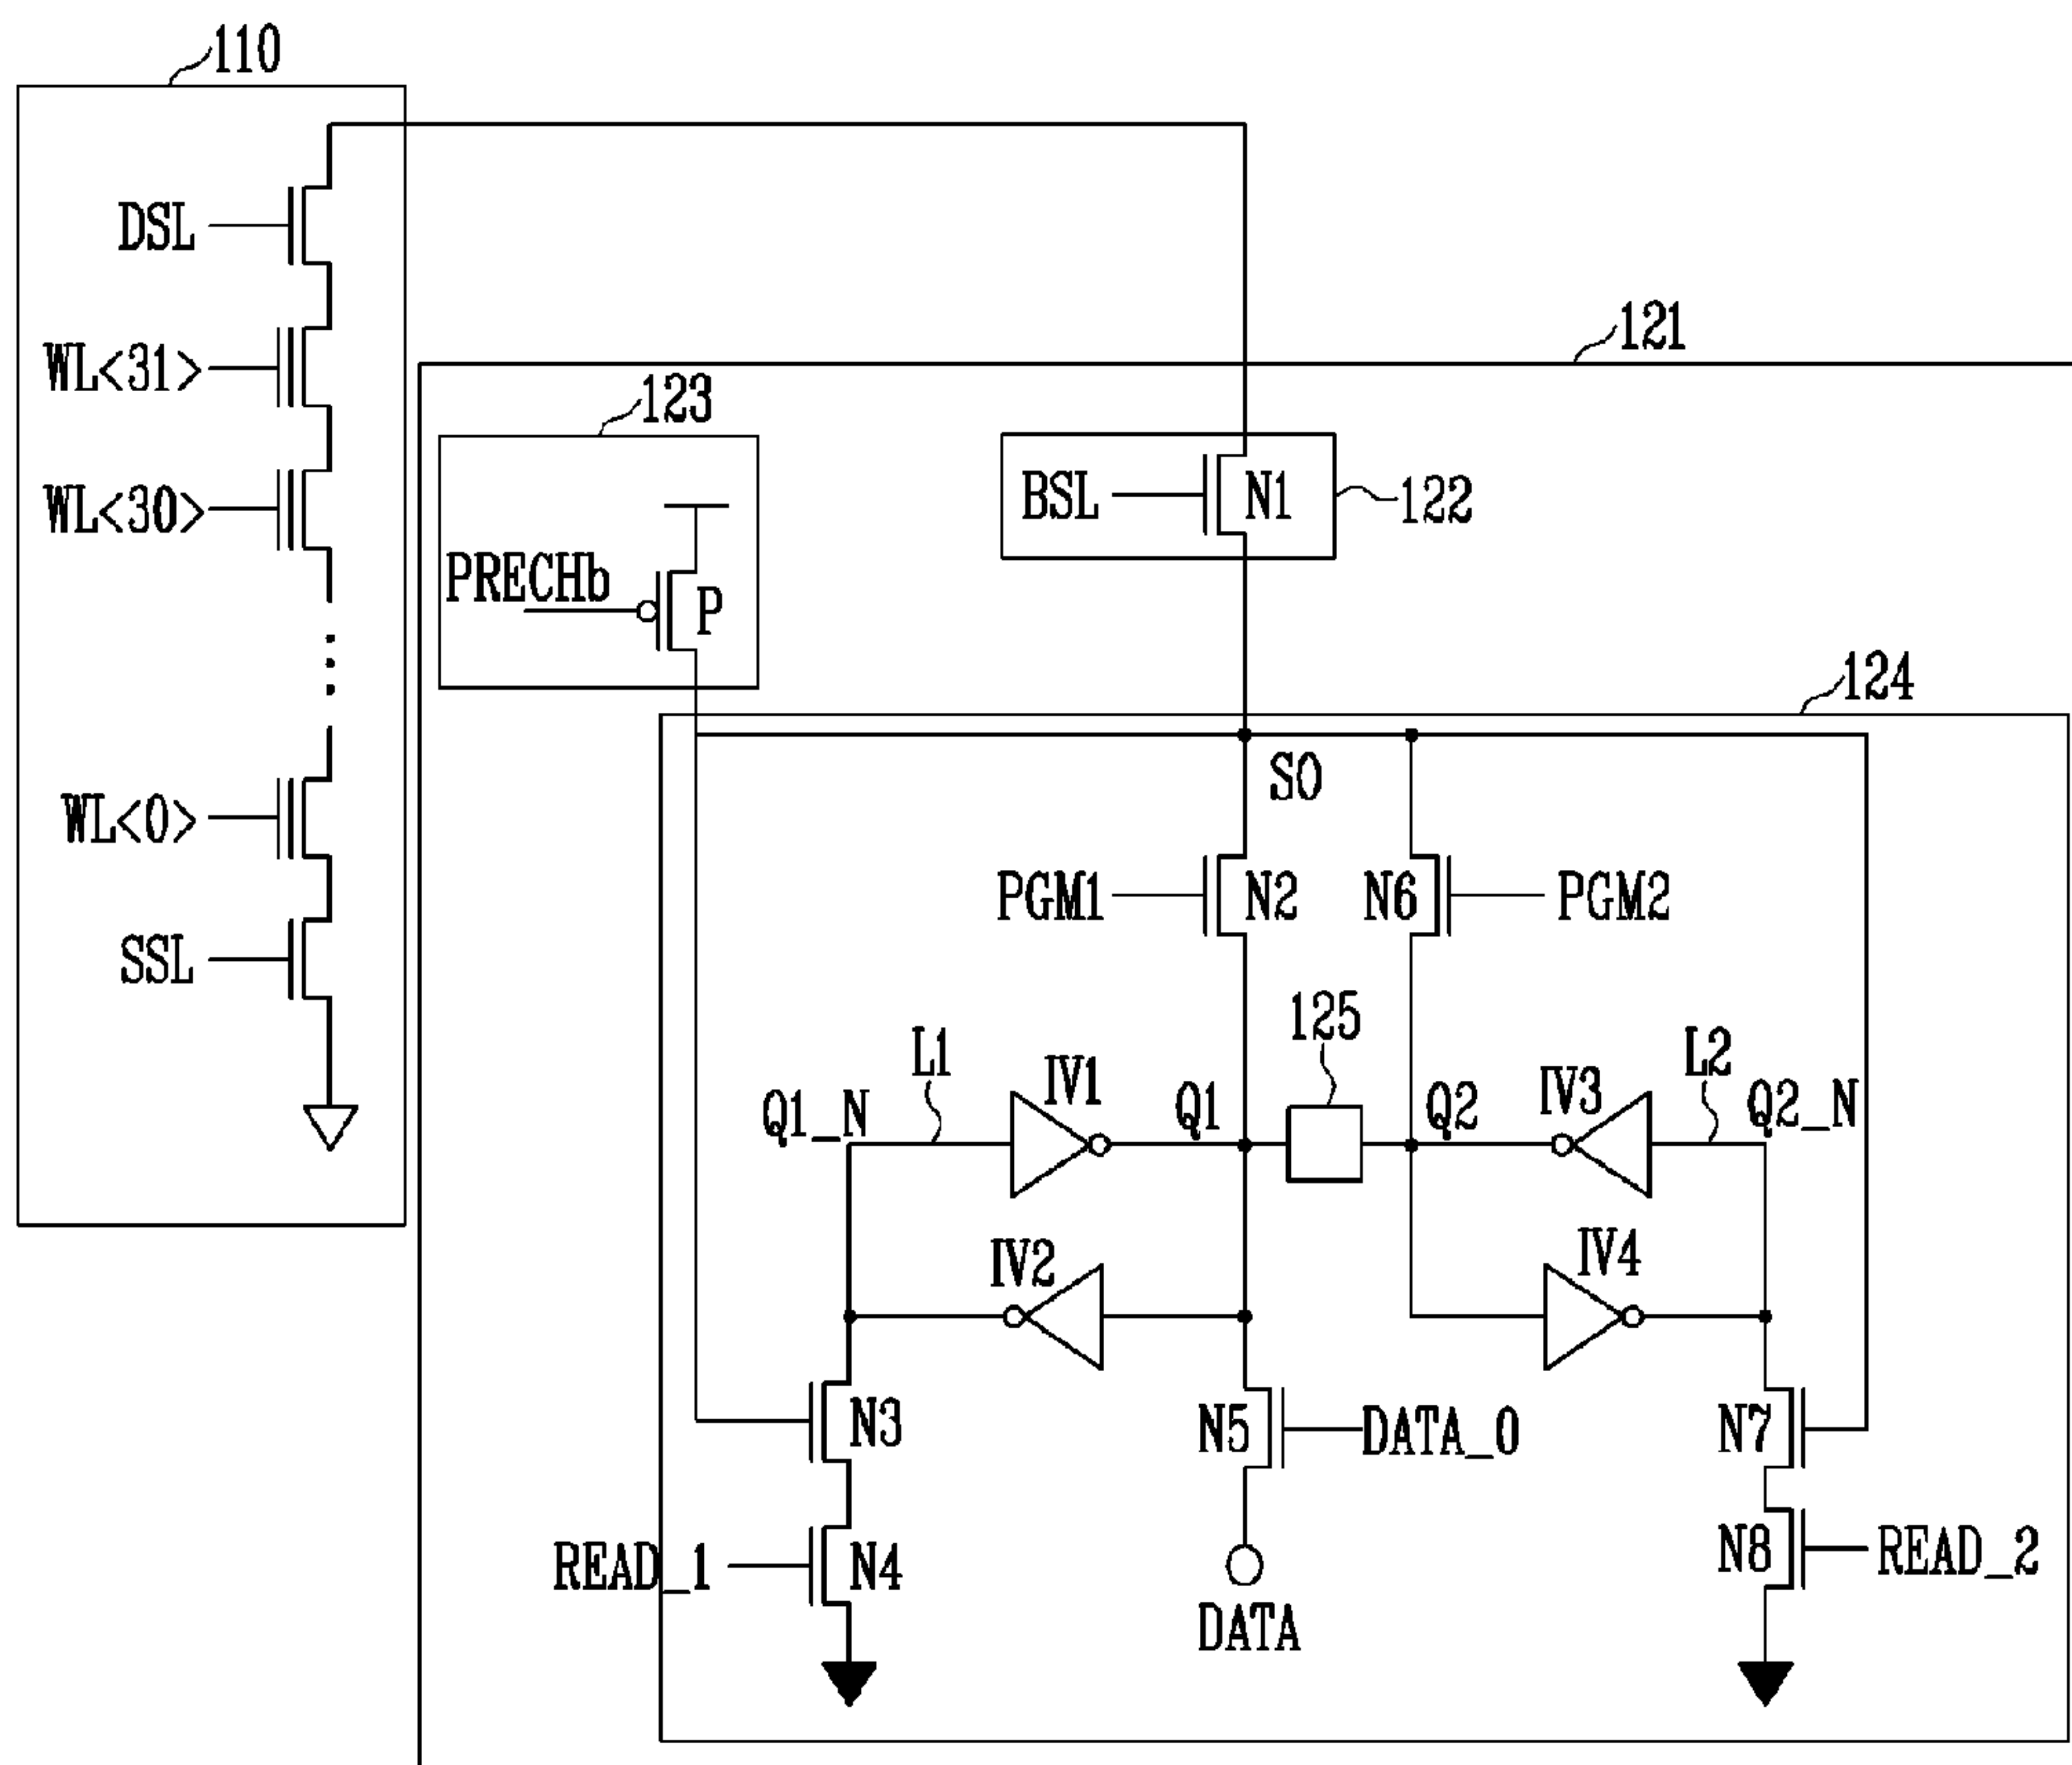 110
DSL
121
WL<31>
123
WL<30>
BSL
N1
122
PRECHb
P
124
SO
WL<0>
PGM1
N2
N6
PGM2
SSL
125
L1
IV1
L2
IV3
Q1_N
Q1
Q2
Q2_N
IV2
IV4
N3
N5
DATA_0
N7
READ_1
N4
N8
READ_2
DATA